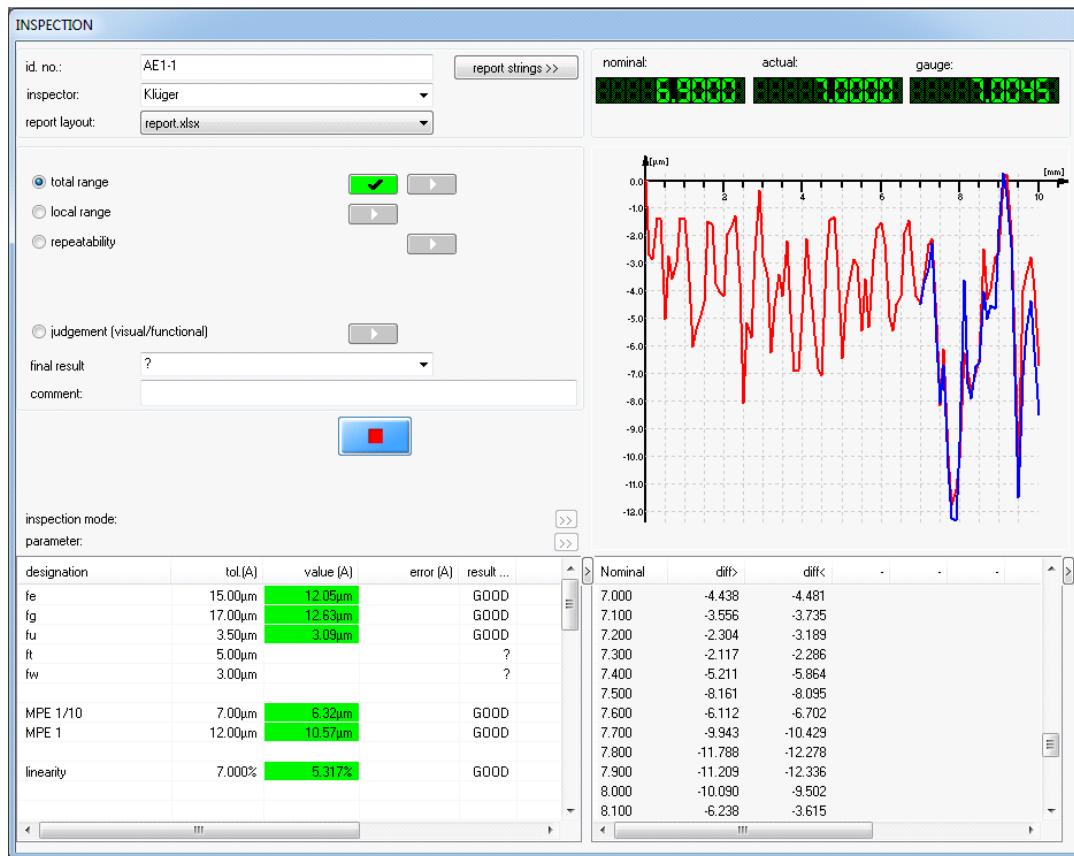 INSPECTION
id. no.: AE1-1 report strings >>
inspector: Klüger
report layout: report.xlsx
nominal: actual: gauge:
6.9000 7.0000 7.0045
total range
local range
repeatability
judgement (visual/functional)
final result ?
comment:
inspection mode: >>
parameter: >>
[µm]
[mm]
0.0
2 4 6 8 10
-1.0
-2.0
-3.0
-4.0
-5.0
-6.0
-7.0
-8.0
-9.0
-10.0
-11.0
-12.0
designation tol.(A) value (A) error (A) result ...
fe 15.00µm 12.05µm GOOD
fg 17.00µm 12.63µm GOOD
fu 3.50µm 3.09µm GOOD
ft 5.00µm ?
fw 3.00µm ?
MPE 1/10 7.00µm 6.32µm GOOD
MPE 1 12.00µm 10.57µm GOOD
linearity 7.000% 5.317% GOOD
Nominal diff> diff< - - -
7.000 -4.438 -4.481
7.100 -3.556 -3.735
7.200 -2.304 -3.189
7.300 -2.117 -2.286
7.400 -5.211 -5.864
7.500 -8.161 -8.095
7.600 -6.112 -6.702
7.700 -9.943 -10.429
7.800 -11.788 -12.278
7.900 -11.209 -12.336
8.000 -10.090 -9.502
8.100 -6.238 -3.615